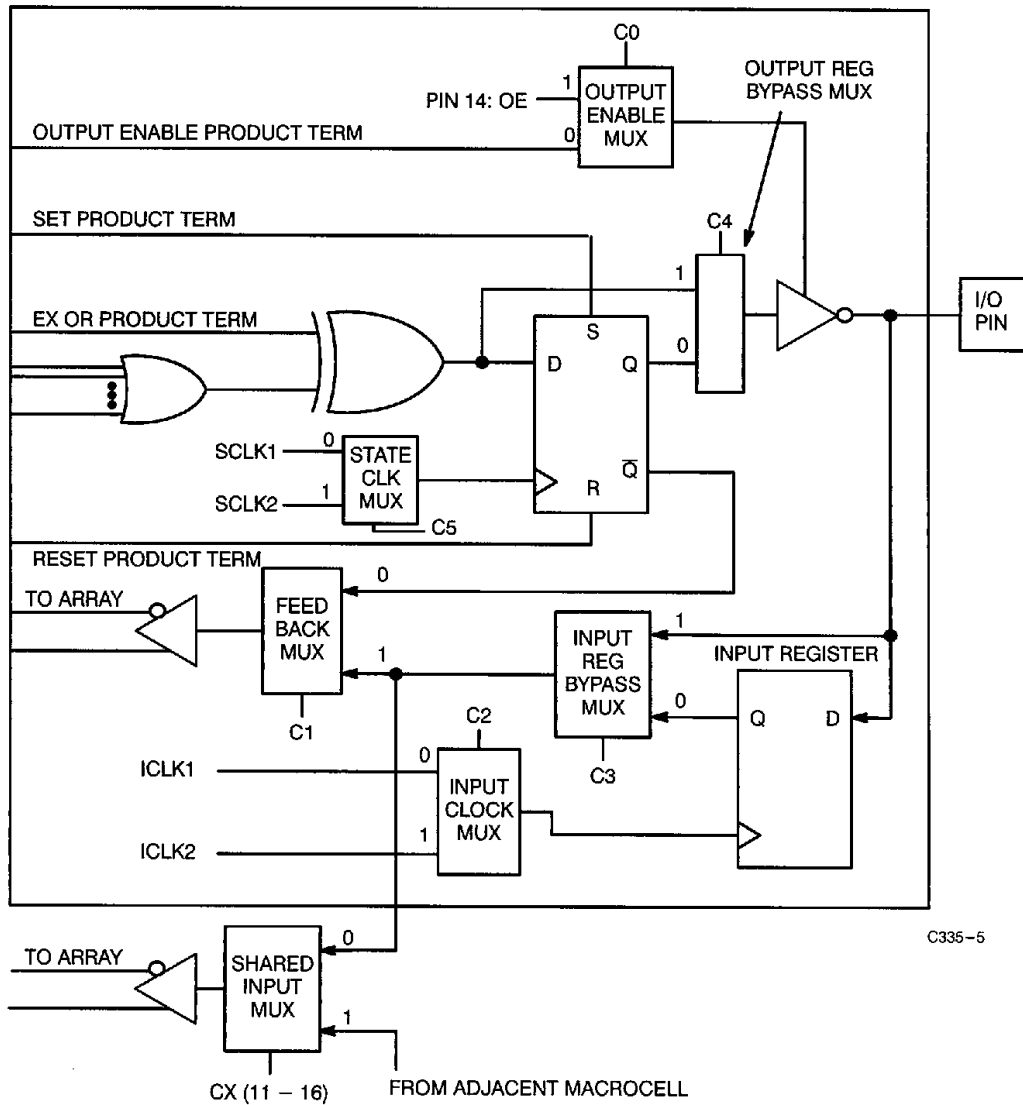 C0
OUTPUT REG
BYPASS MUX
1
PIN 14: OE
OUTPUT
ENABLE
MUX
0
OUTPUT ENABLE PRODUCT TERM
SET PRODUCT TERM
C4
1
I/O
PIN
EX OR PRODUCT TERM
S
D
Q
0
SCLK1
0
STATE
CLK
MUX
Q
SCLK2
1
R
C5
RESET PRODUCT TERM
0
TO ARRAY
FEED
BACK
MUX
1
C1
INPUT
REG
BYPASS
MUX
1
INPUT REGISTER
0
Q
D
C3
C2
ICLK1
0
INPUT
CLOCK
MUX
ICLK2
1
C335-5
TO ARRAY
SHARED
INPUT
MUX
0
1
CX (11 – 16)
FROM ADJACENT MACROCELL